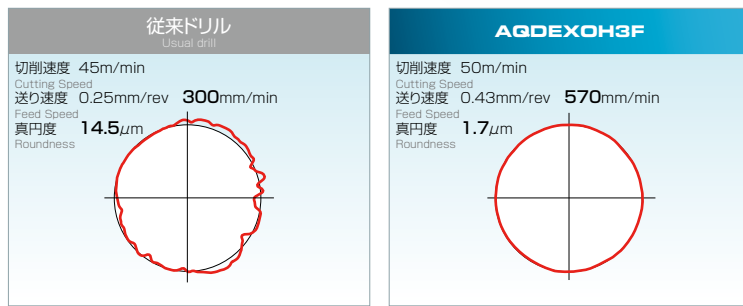 従来ドリル
Usual drill
切削速度 45m/min
Cutting Speed
送り速度 0.25mm/rev 300mm/min
Feed Speed
真円度 14.5μm
Roundness
AQDEXOH3F
切削速度 50m/min
Cutting Speed
送り速度 0.43mm/rev 570mm/min
Feed Speed
真円度 1.7μm
Roundness